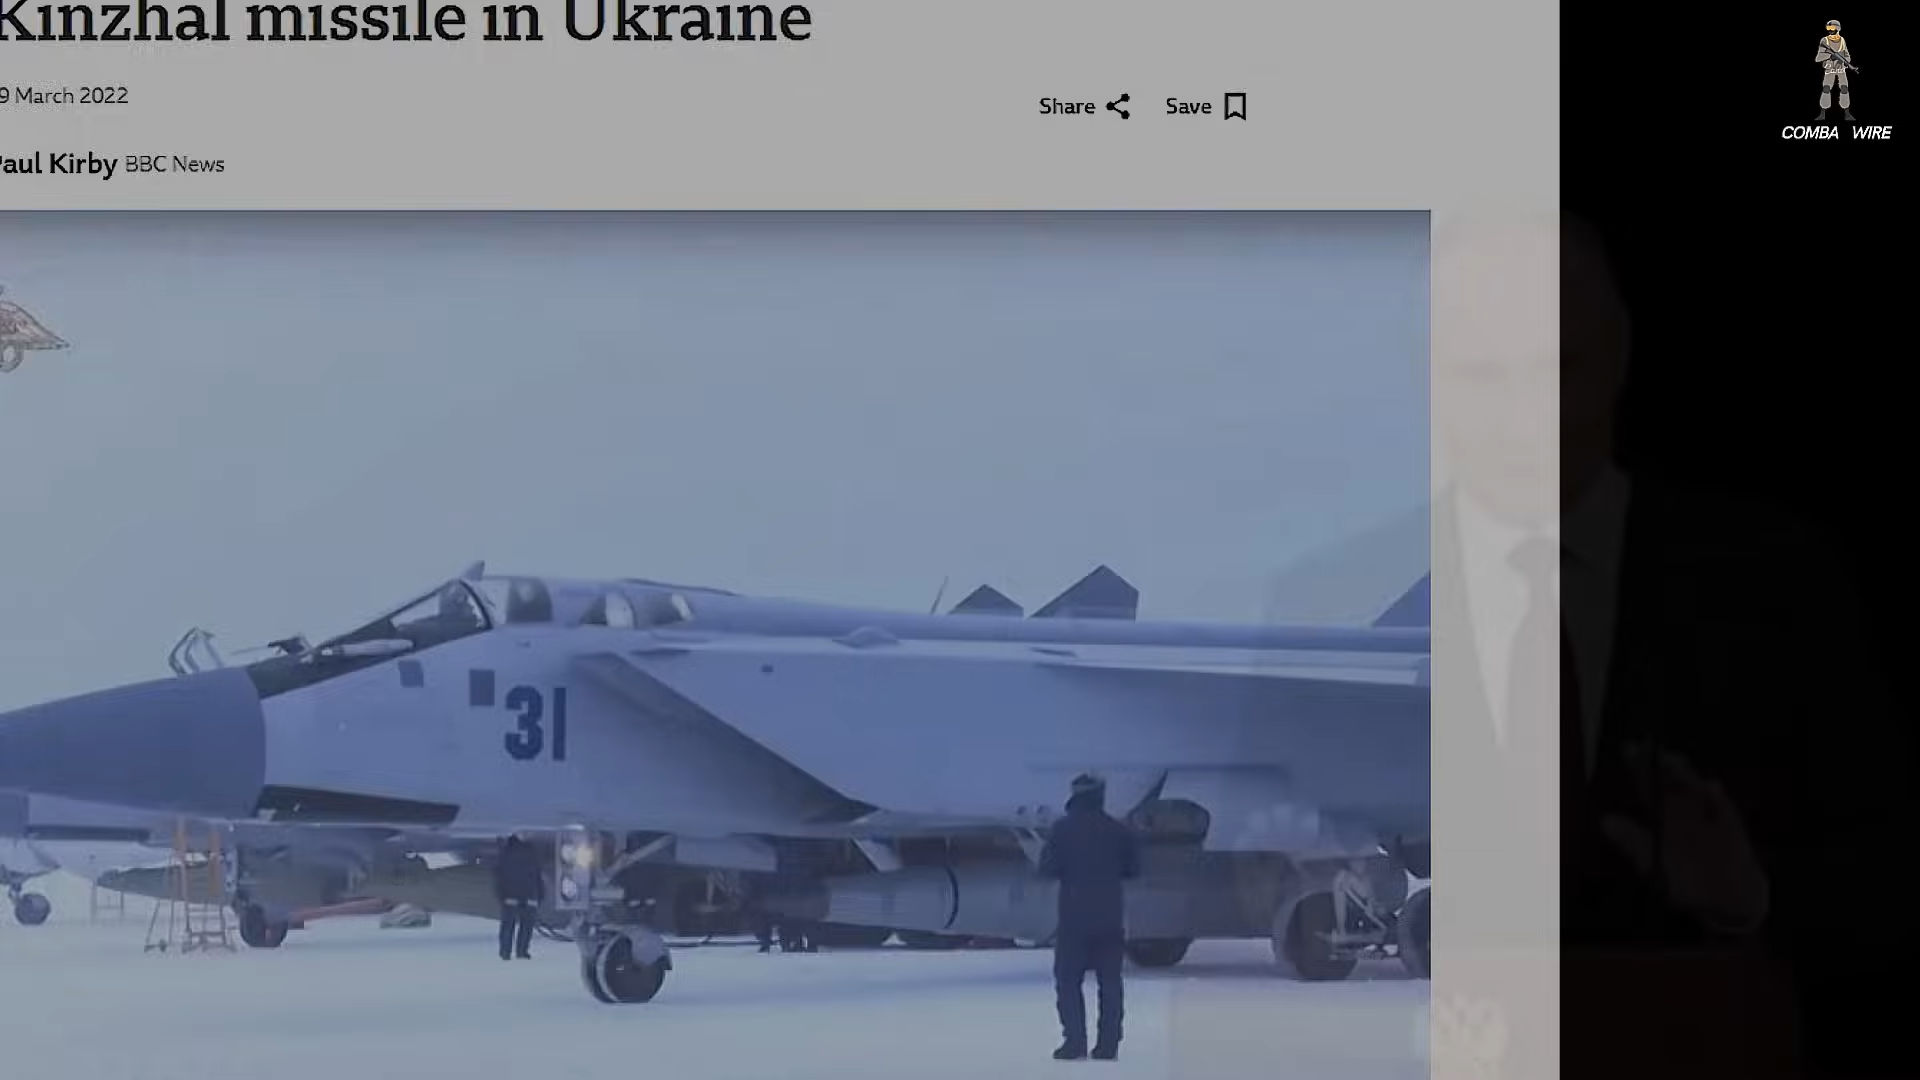 Kinzhal missile in Ukraine
9 March 2022
Share
Save
Paul Kirby BBC News
COMBA WIRE
31